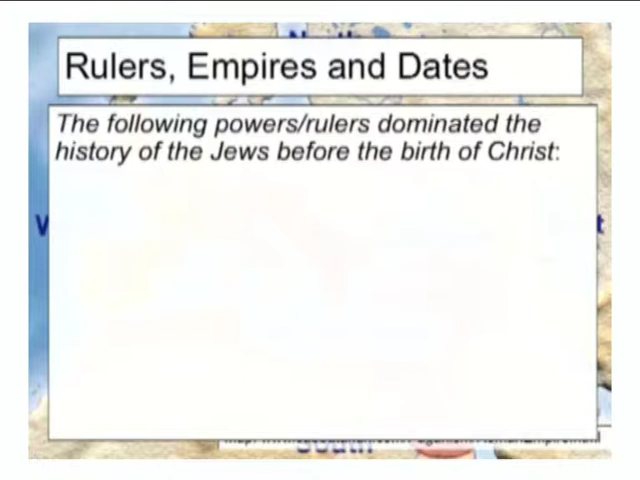 Rulers, Empires and Dates
The following powers/rulers dominated the
history of the Jews before the birth of Christ:
South